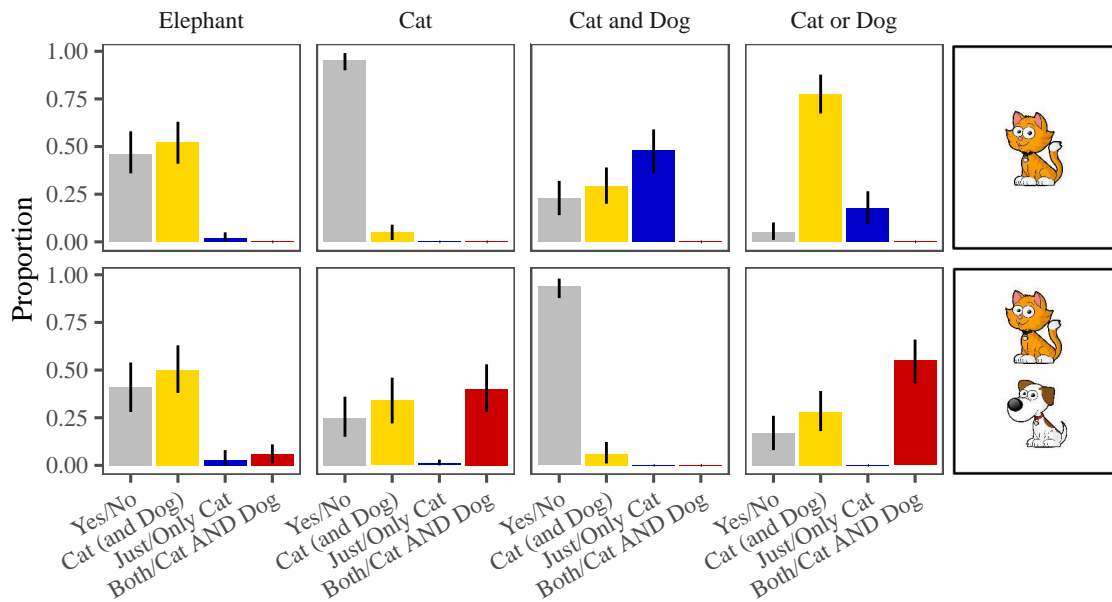 Elephant Cat Cat and Dog Cat or Dog
Proportion
1.00
0.75
0.50
0.25
0.00
1.00
0.75
0.50
0.25
0.00
Yes/No
Cat (and Dog)
Just/Only Cat
Both/Cat AND Dog
Yes/No
Cat (and Dog)
Just/Only Cat
Both/Cat AND Dog
Yes/No
Cat (and Dog)
Just/Only Cat
Both/Cat AND Dog
Yes/No
Cat (and Dog)
Just/Only Cat
Both/Cat AND Dog